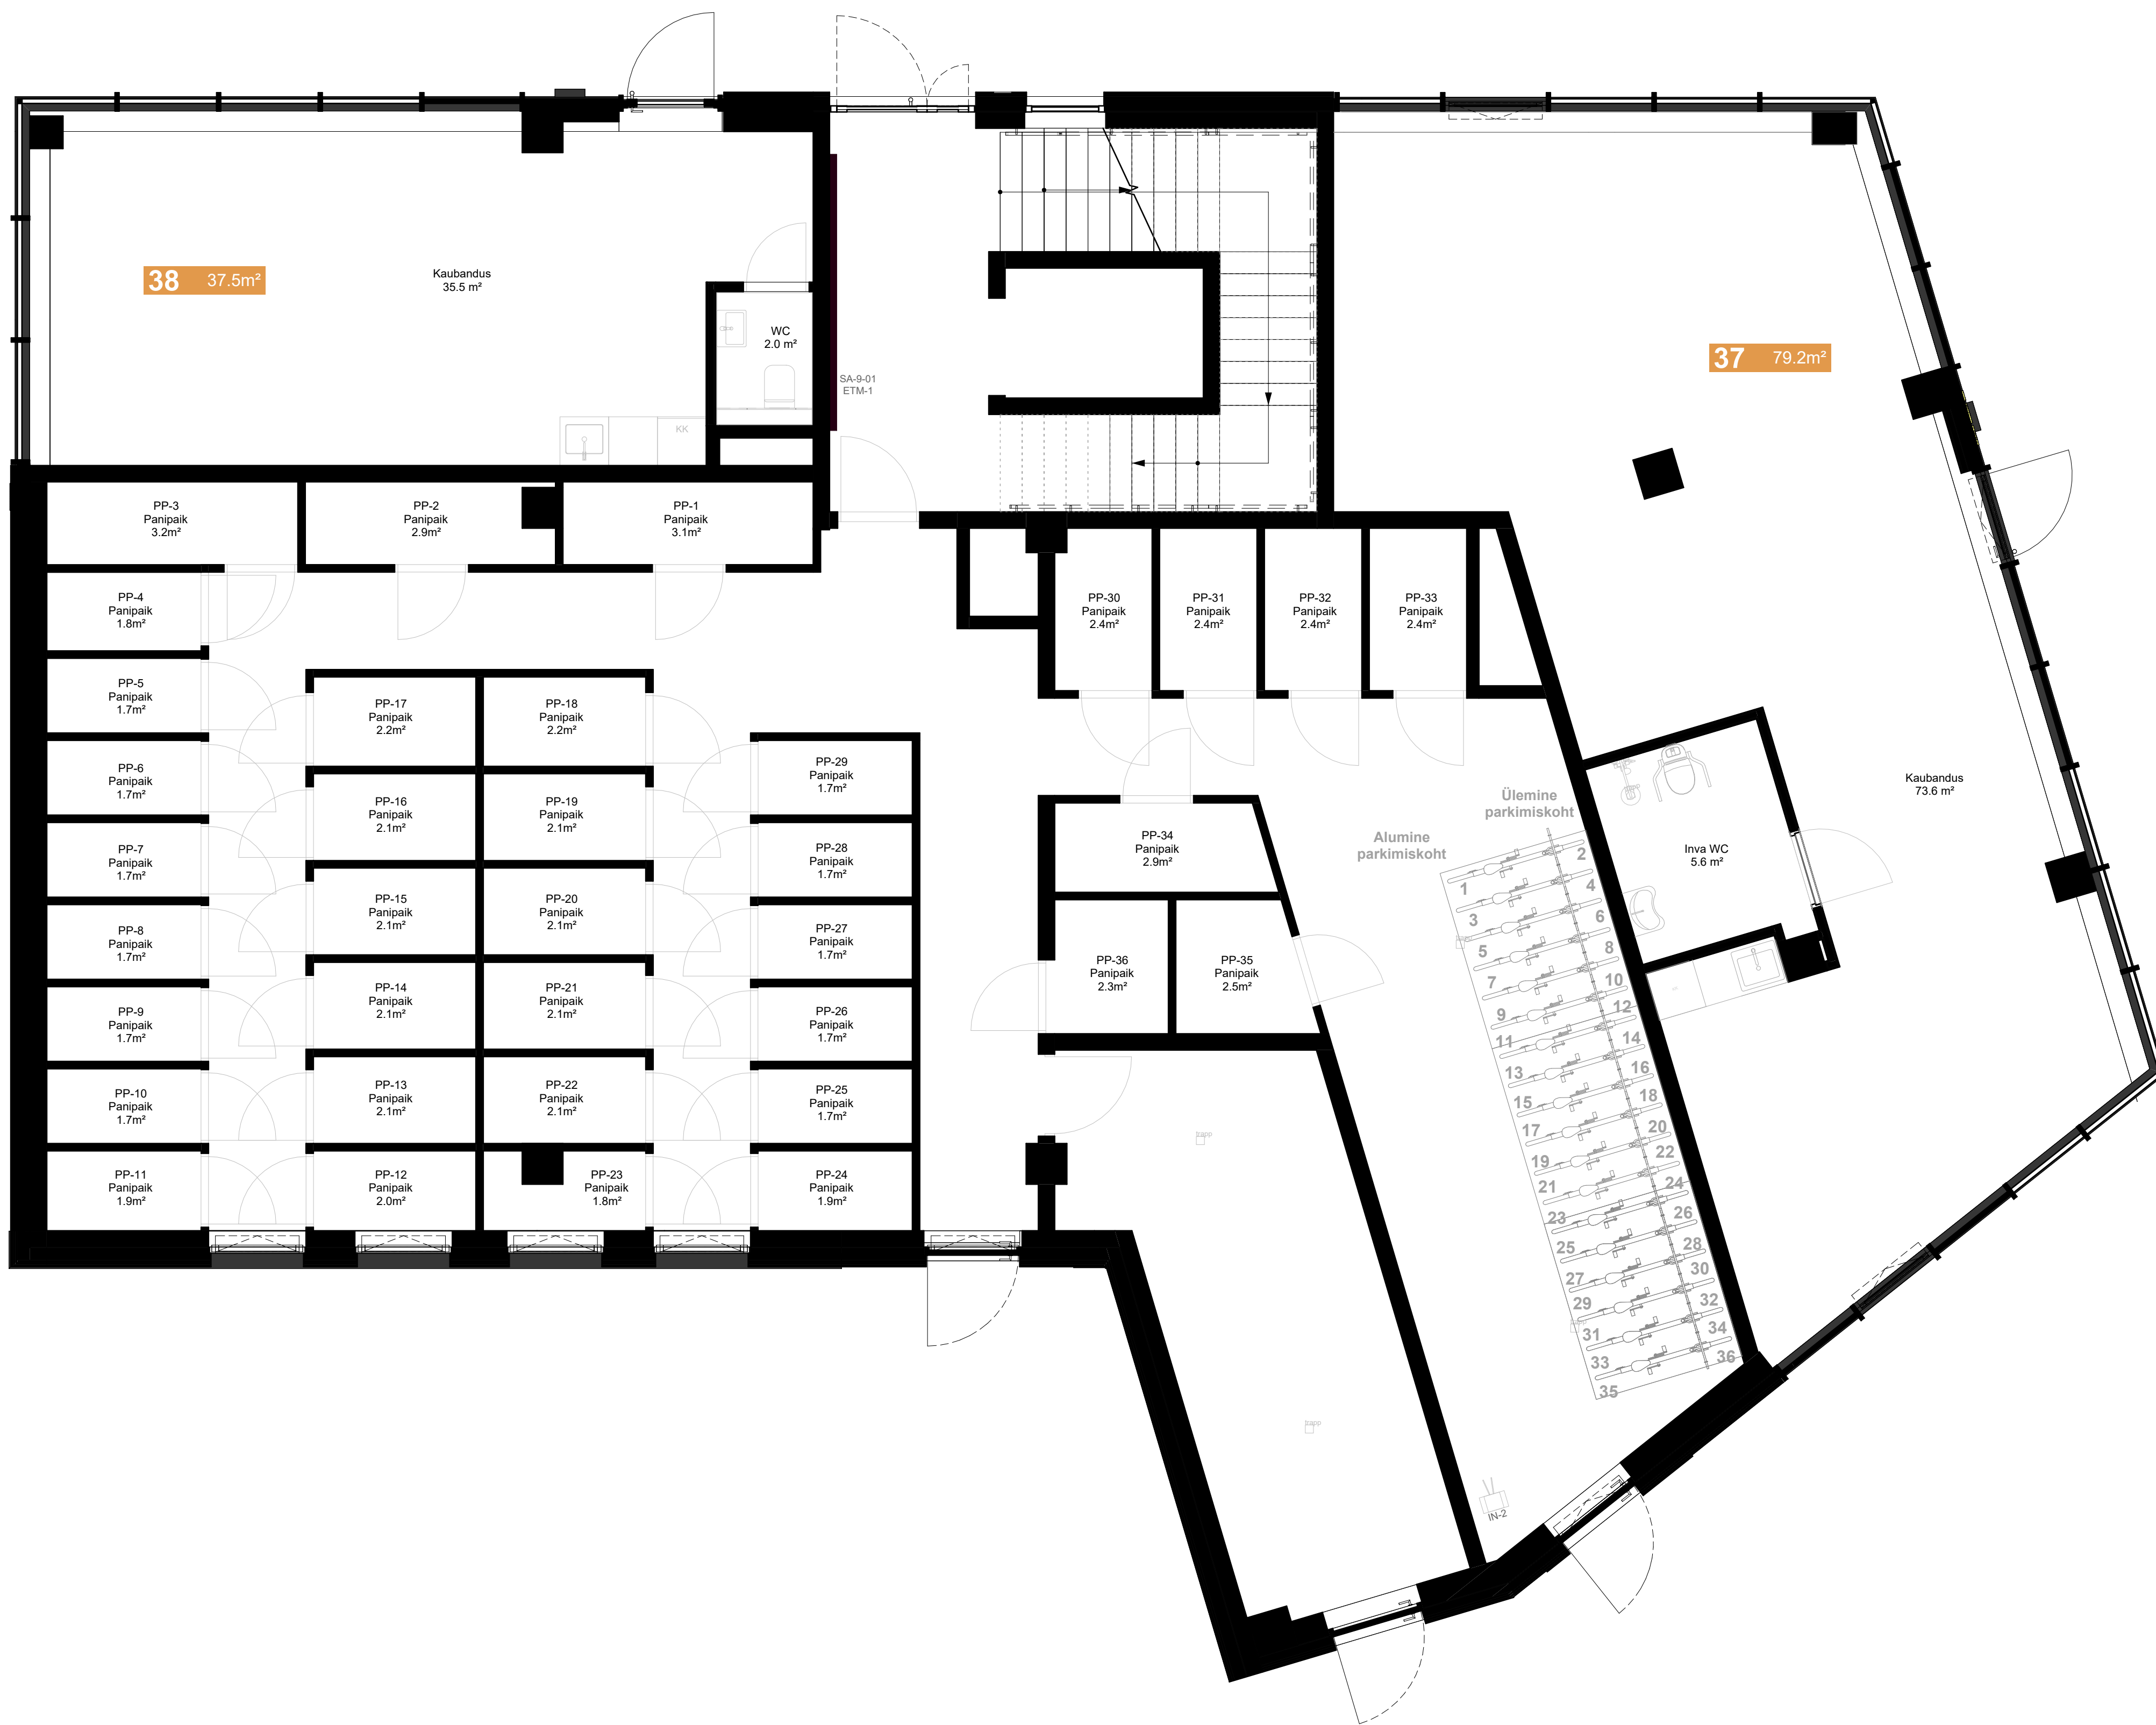 38 37.5m²
Kaubandus
35.5 m²
WC
2.0 m²
KK
SA-9-01
ETM-1
37 79.2m²
PP-3
Panipaik
3.2m²
PP-2
Panipaik
2.9m²
PP-1
Panipaik
3.1m²
PP-4
Panipaik
1.8m²
PP-5
Panipaik
1.7m²
PP-6
Panipaik
1.7m²
PP-7
Panipaik
1.7m²
PP-8
Panipaik
1.7m²
PP-9
Panipaik
1.7m²
PP-10
Panipaik
1.7m²
PP-11
Panipaik
1.9m²
PP-17
Panipaik
2.2m²
PP-16
Panipaik
2.1m²
PP-15
Panipaik
2.1m²
PP-14
Panipaik
2.1m²
PP-13
Panipaik
2.1m²
PP-12
Panipaik
2.0m²
PP-18
Panipaik
2.2m²
PP-19
Panipaik
2.1m²
PP-20
Panipaik
2.1m²
PP-21
Panipaik
2.1m²
PP-22
Panipaik
2.1m²
PP-23
Panipaik
1.8m²
PP-29
Panipaik
1.7m²
PP-28
Panipaik
1.7m²
PP-27
Panipaik
1.7m²
PP-26
Panipaik
1.7m²
PP-25
Panipaik
1.7m²
PP-24
Panipaik
1.9m²
PP-30
Panipaik
2.4m²
PP-31
Panipaik
2.4m²
PP-32
Panipaik
2.4m²
PP-33
Panipaik
2.4m²
PP-34
Panipaik
2.9m²
PP-36
Panipaik
2.3m²
PP-35
Panipaik
2.5m²
Ülemine
parkimiskoht
Alumine
parkimiskoht
Kaubandus
73.6 m²
Inva WC
5.6 m²
1 2
3 4
5 6
7 8
9 10
11 12
13 14
15 16
17 18
19 20
21 22
23 24
25 26
27 28
29 30
31 32
33 34
35 36
trapp
trapp
IN-2